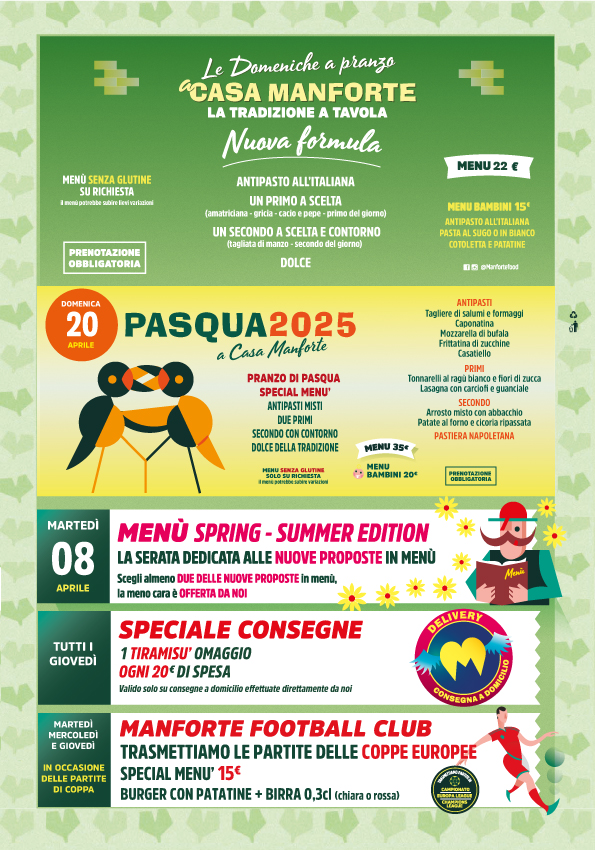 Le Domeniche a pranzo
a CASA MANFORTE
LA TRADIZIONE A TAVOLA
Nuova formula
MENÙ SENZA GLUTINE
SU RICHIESTA
il menù potrebbe subire lievi variazioni
PRENOTAZIONE
OBBLIGATORIA
ANTIPASTO ALL'ITALIANA
UN PRIMO A SCELTA
(amatriciana - gricia - cacio e pepe - primo del giorno)
UN SECONDO A SCELTA E CONTORNO
(tagliata di manzo - secondo del giorno)
DOLCE
MENU 22 €
MENU BAMBINI 15€
ANTIPASTO ALL'ITALIANA
PASTA AL SUGO O IN BIANCO
COTOLETTA E PATATINE
@Manfortefood
DOMENICA
20
APRILE
PASQUA2025
a Casa Manforte
PRANZO DI PASQUA
SPECIAL MENU'
ANTIPASTI MISTI
DUE PRIMI
SECONDO CON CONTORNO
DOLCE DELLA TRADIZIONE
MENU SENZA GLUTINE
SOLO SU RICHIESTA
il menù potrebbe subire variazioni
MENU 35€
MENU
BAMBINI 20€
ANTIPASTI
Tagliere di salumi e formaggi
Caponatina
Mozzarella di bufala
Frittatina di zucchine
Casatiello
PRIMI
Tonnarelli al ragù bianco e fiori di zucca
Lasagna con carciofi e guanciale
SECONDO
Arrosto misto con abbacchio
Patate al forno e cicoria ripassata
PASTIERA NAPOLETANA
PRENOTAZIONE
OBBLIGATORIA
MARTEDÌ
08
APRILE
MENÙ SPRING - SUMMER EDITION
LA SERATA DEDICATA ALLE NUOVE PROPOSTE IN MENÙ
Scegli almeno DUE DELLE NUOVE PROPOSTE in menù,
la meno cara è OFFERTA DA NOI
Menù
TUTTI I
GIOVEDÌ
SPECIALE CONSEGNE
1 TIRAMISU' OMAGGIO
OGNI 20€ DI SPESA
Valido solo su consegne a domicilio effettuate direttamente da noi
DELIVERY
M
CONSEGNA A DOMICILIO
MARTEDÌ
MERCOLEDÌ
E GIOVEDÌ
IN OCCASIONE
DELLE PARTITE
DI COPPA
MANFORTE FOOTBALL CLUB
TRASMETTIAMO LE PARTITE DELLE COPPE EUROPEE
SPECIAL MENU' 15€
BURGER CON PATATINE + BIRRA 0,3cl (chiara o rossa)
CAMPIONATO
EUROPA LEAGUE
CHAMPIONS
LEAGUE